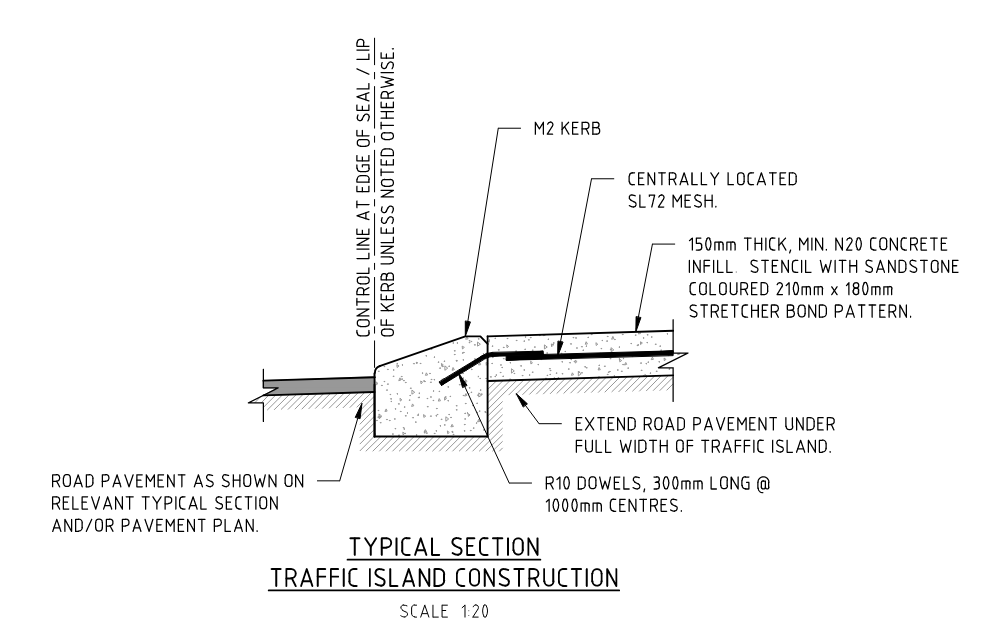 CONTROL LINE AT EDGE OF SEAL / LIP
OF KERB UNLESS NOTED OTHERWISE.
M2 KERB
CENTRALLY LOCATED
SL72 MESH.
150mm THICK, MIN. N20 CONCRETE
INFILL. STENCIL WITH SANDSTONE
COLOURED 210mm x 180mm
STRETCHER BOND PATTERN.
EXTEND ROAD PAVEMENT UNDER
FULL WIDTH OF TRAFFIC ISLAND.
R10 DOWELS, 300mm LONG @
1000mm CENTRES.
ROAD PAVEMENT AS SHOWN ON
RELEVANT TYPICAL SECTION
AND/OR PAVEMENT PLAN.
TYPICAL SECTION
TRAFFIC ISLAND CONSTRUCTION
SCALE 1:20